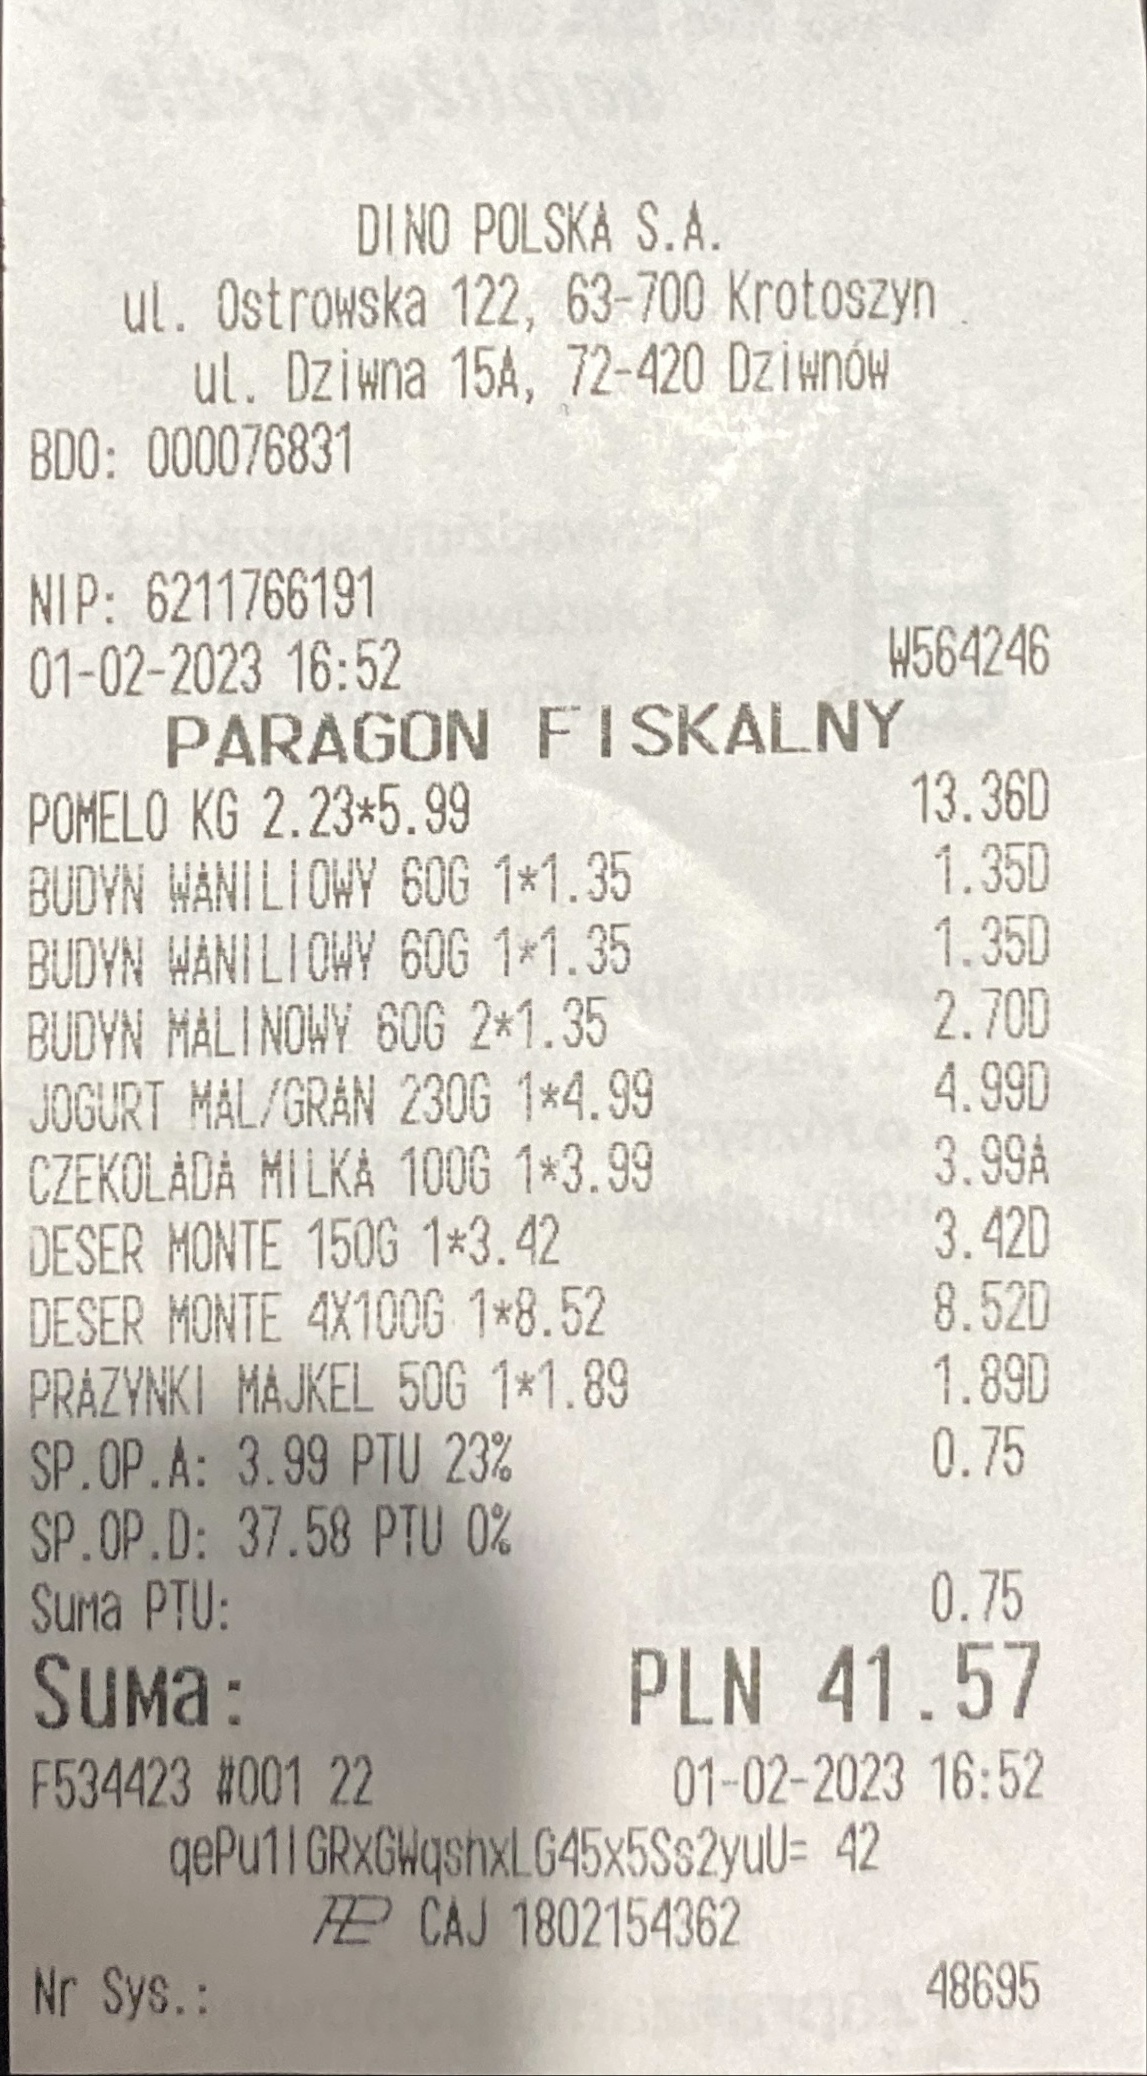 DINO POLSKA S.A.
ul. Ostrowska 122, 63-700 Krotoszyn
ul. Dziwna 15A, 72-420 Dziwnów
BDO: 000076831
NIP: 6211766191
01-02-2023 16:52 W564246
PARAGON FISKALNY
POMELO KG 2.23*5.99 13.36D
BUDYN WANILIOWY 60G 1*1.35 1.35D
BUDYN WANILIOWY 60G 1*1.35 1.35D
BUDYN MALINOWY 60G 2*1.35 2.70D
JOGURT MAL/GRAN 230G 1*4.99 4.99D
CZEKOLADA MILKA 100G 1*3.99 3.99A
DESER MONTE 150G 1*3.42 3.42D
DESER MONTE 4X100G 1*8.52 8.52D
PRAZYNKI MAJKEL 50G 1*1.89 1.89D
SP.OP.A: 3.99 PTU 23% 0.75
SP.OP.D: 37.58 PTU 0%
Suma PTU: 0.75
Suma: PLN 41.57
F534423 #001 22 01-02-2023 16:52
qePu1IGRxGWqshxLG45x5Ss2yuU= 42
CAJ 1802154362
Nr Sys.: 48695